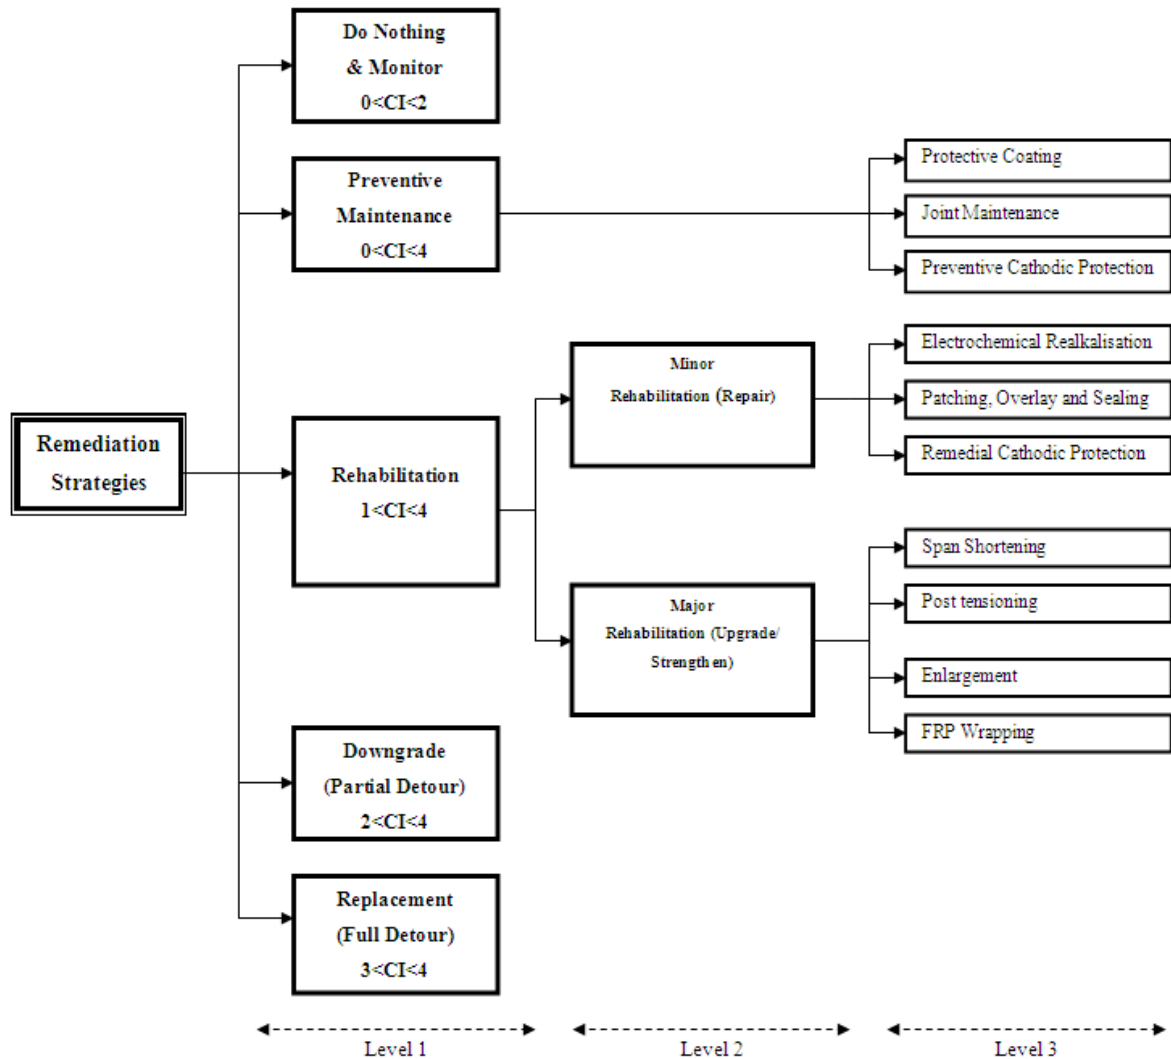 Remediation
Strategies
Do Nothing
& Monitor
0<CI<2
Preventive
Maintenance
0<CI<4
Rehabilitation
1<CI<4
Downgrade
(Partial Detour)
2<CI<4
Replacement
(Full Detour)
3<CI<4
Minor
Rehabilitation (Repair)
Major
Rehabilitation (Upgrade/
Strengthen)
Protective Coating
Joint Maintenance
Preventive Cathodic Protection
Electrochemical Realkalisation
Patching, Overlay and Sealing
Remedial Cathodic Protection
Span Shortening
Post tensioning
Enlargement
FRP Wrapping
Level 1
Level 2
Level 3